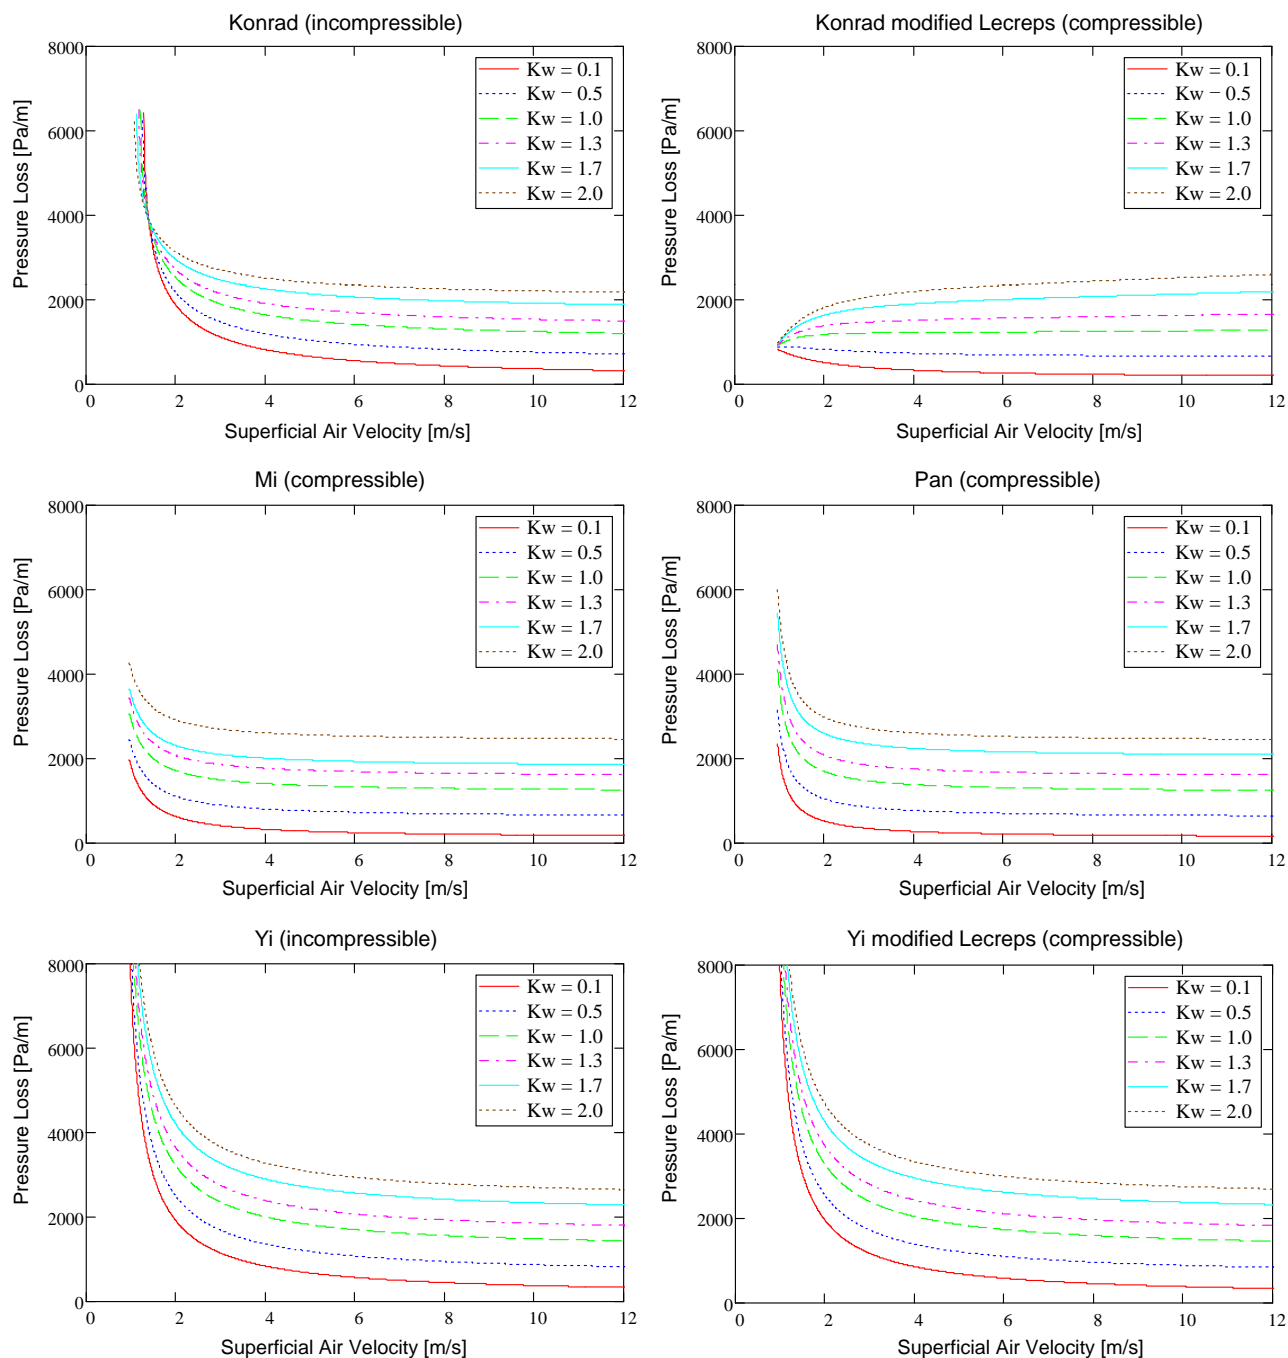 Konrad (incompressible)
Pressure Loss [Pa/m]
8000
6000
4000
2000
0
Kw = 0.1
Kw = 0.5
Kw = 1.0
Kw = 1.3
Kw = 1.7
Kw = 2.0
0 2 4 6 8 10 12
Superficial Air Velocity [m/s]
Konrad modified Lecreps (compressible)
Pressure Loss [Pa/m]
8000
6000
4000
2000
0
Kw = 0.1
Kw = 0.5
Kw = 1.0
Kw = 1.3
Kw = 1.7
Kw = 2.0
0 2 4 6 8 10 12
Superficial Air Velocity [m/s]
Mi (compressible)
Pressure Loss [Pa/m]
8000
6000
4000
2000
0
Kw = 0.1
Kw = 0.5
Kw = 1.0
Kw = 1.3
Kw = 1.7
Kw = 2.0
0 2 4 6 8 10 12
Superficial Air Velocity [m/s]
Pan (compressible)
Pressure Loss [Pa/m]
8000
6000
4000
2000
0
Kw = 0.1
Kw = 0.5
Kw = 1.0
Kw = 1.3
Kw = 1.7
Kw = 2.0
0 2 4 6 8 10 12
Superficial Air Velocity [m/s]
Yi (incompressible)
Pressure Loss [Pa/m]
8000
6000
4000
2000
0
Kw = 0.1
Kw = 0.5
Kw = 1.0
Kw = 1.3
Kw = 1.7
Kw = 2.0
0 2 4 6 8 10 12
Superficial Air Velocity [m/s]
Yi modified Lecreps (compressible)
Pressure Loss [Pa/m]
8000
6000
4000
2000
0
Kw = 0.1
Kw = 0.5
Kw = 1.0
Kw = 1.3
Kw = 1.7
Kw = 2.0
0 2 4 6 8 10 12
Superficial Air Velocity [m/s]